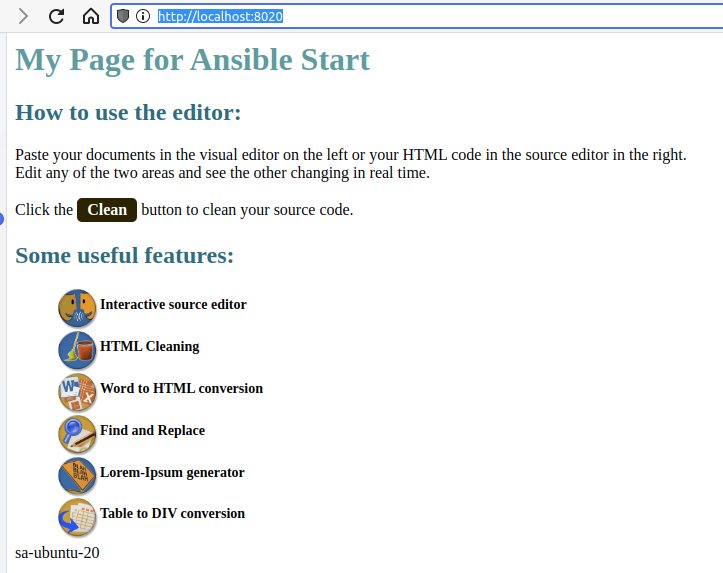 http://localhost:8020
My Page for Ansible Start
How to use the editor:
Paste your documents in the visual editor on the left or your HTML code in the source editor in the right.
Edit any of the two areas and see the other changing in real time.
Click the Clean button to clean your source code.
Some useful features:
Interactive source editor
HTML Cleaning
Word to HTML conversion
Find and Replace
Lorem-Ipsum generator
Table to DIV conversion
sa-ubuntu-20